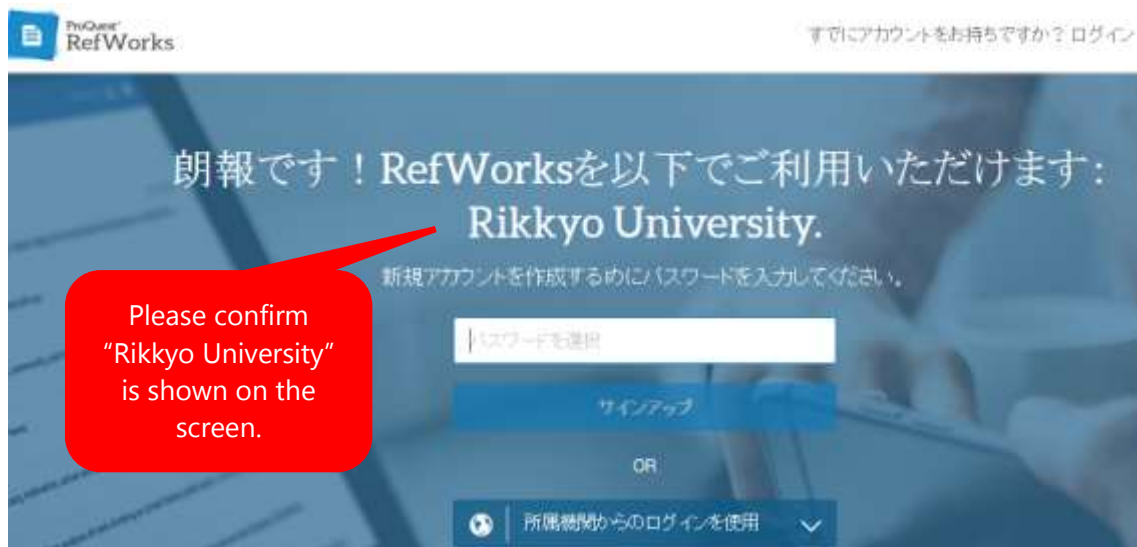 ProQuest
RefWorks
すでにアカウントをお持ちですか？ログイン
朗報です！RefWorksを以下でご利用いただけます:
Rikkyo University.
新規アカウントを作成するめにパスワードを入力してください。
Please confirm
“Rikkyo University”
is shown on the
screen.
パスワードを選択
サインアップ
OR
所属機関からのログインを使用